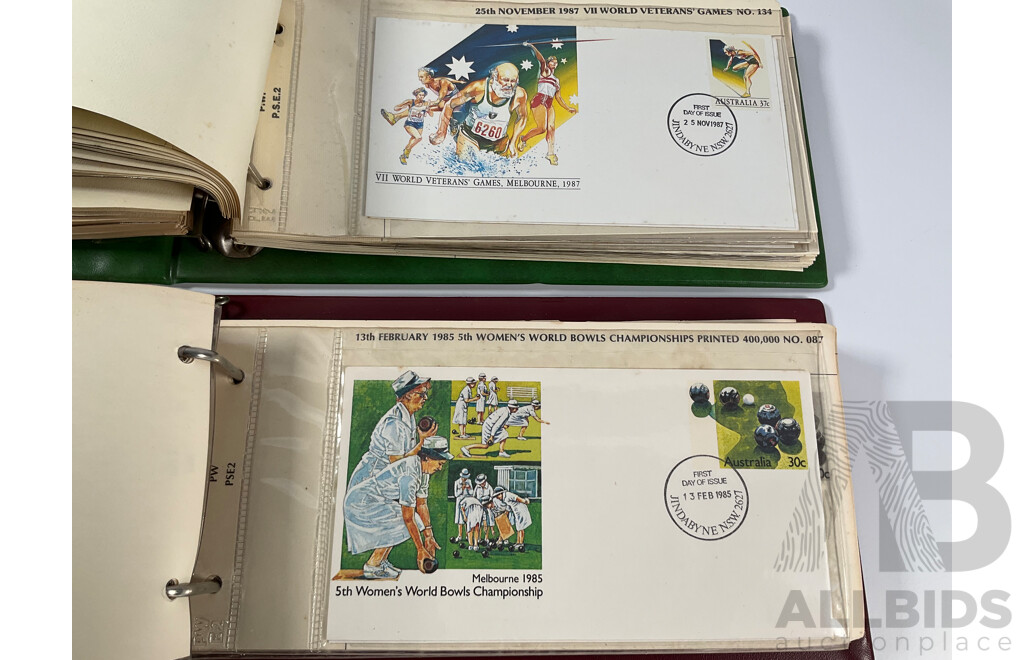 25th NOVEMBER 1987 VII WORLD VETERANS' GAMES NO. 134
P.W.
P.S.E.2
6260
AUSTRALIA 37c
FIRST
DAY OF ISSUE
25 NOV 1987
JINDABYNE NSW 2627
VII WORLD VETERANS' GAMES, MELBOURNE, 1987
13th FEBRUARY 1985 5th WOMEN'S WORLD BOWLS CHAMPIONSHIPS PRINTED 400,000 NO. 087
PW
PSE2
Australia 30c
FIRST
DAY OF ISSUE
13 FEB 1985
JINDABYNE NSW. 2627
Melbourne 1985
5th Women's World Bowls Championship
AB
ALLBIDS
auctionplace